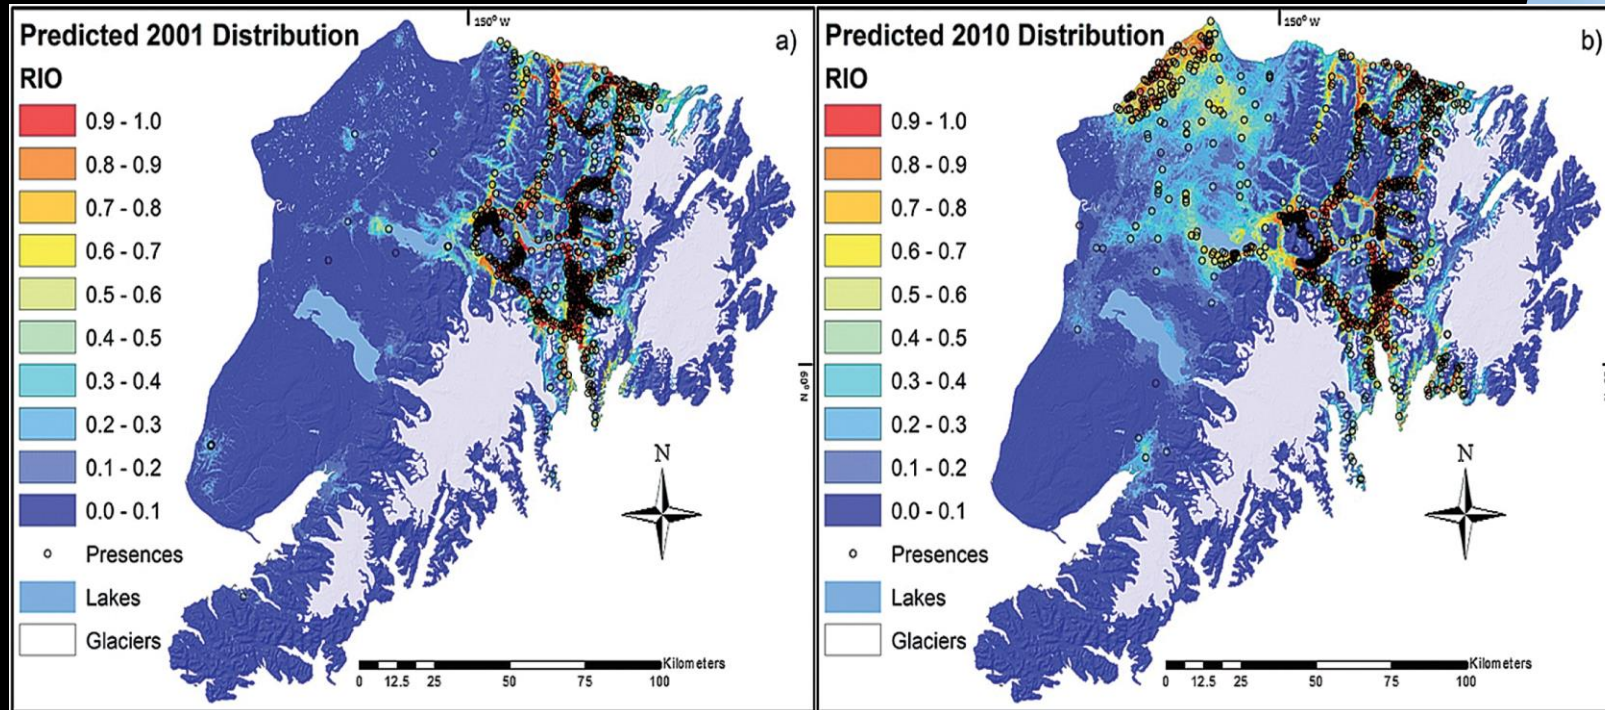 Predicted 2001 Distribution
150° W
a)
RIO
0.9 - 1.0
0.8 - 0.9
0.7 - 0.8
0.6 - 0.7
0.5 - 0.6
0.4 - 0.5
0.3 - 0.4
0.2 - 0.3
0.1 - 0.2
0.0 - 0.1
Presences
Lakes
Glaciers
60° N
N
Kilometers
0 12.5 25 50 75 100
Predicted 2010 Distribution
150° W
b)
RIO
0.9 - 1.0
0.8 - 0.9
0.7 - 0.8
0.6 - 0.7
0.5 - 0.6
0.4 - 0.5
0.3 - 0.4
0.2 - 0.3
0.1 - 0.2
0.0 - 0.1
Presences
Lakes
Glaciers
N
Kilometers
0 12.5 25 50 75 100